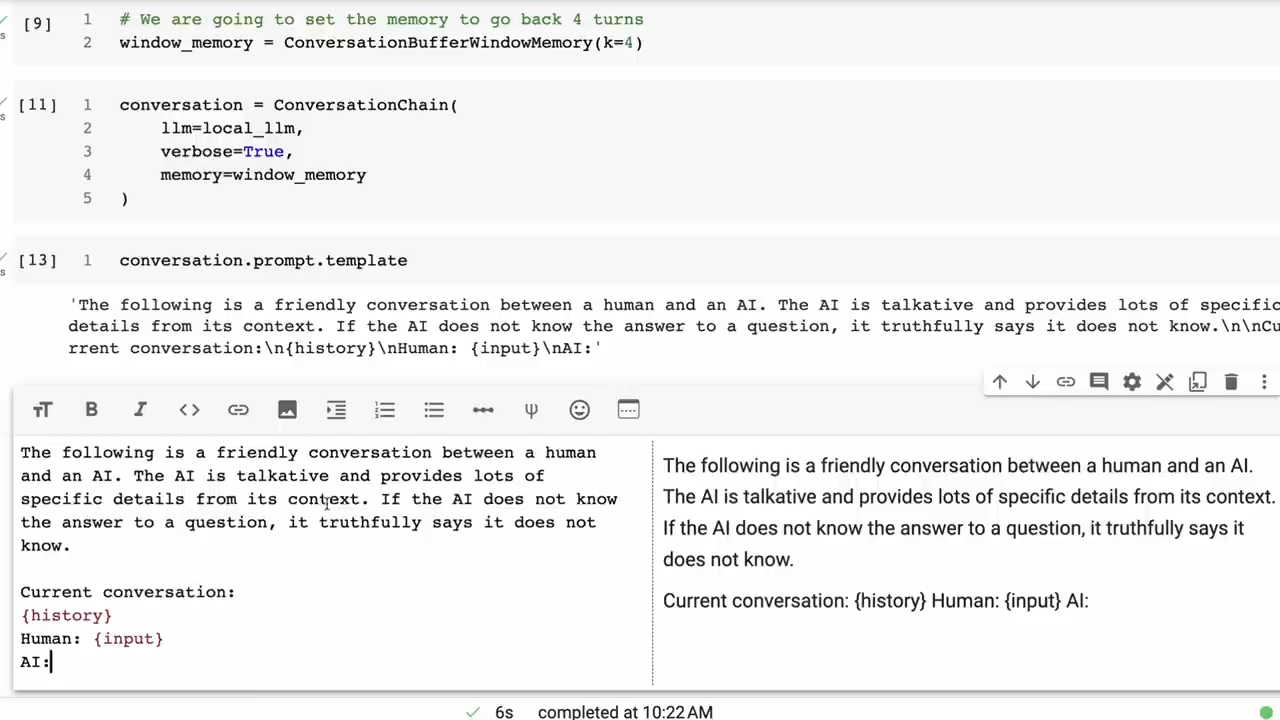 [9]
1 # We are going to set the memory to go back 4 turns
2 window_memory = ConversationBufferWindowMemory(k=4)
[11]
1 conversation = ConversationChain(
2 llm=local_llm,
3 verbose=True,
4 memory=window_memory
5 )
[13] 1 conversation.prompt.template
'The following is a friendly conversation between a human and an AI. The AI is talkative and provides lots of specific
details from its context. If the AI does not know the answer to a question, it truthfully says it does not know.\n\nCu
rrent conversation:\n{history}\nHuman: {input}\nAI:'
The following is a friendly conversation between a human
and an AI. The AI is talkative and provides lots of
specific details from its context. If the AI does not know
the answer to a question, it truthfully says it does not
know.
Current conversation:
{history}
Human: {input}
AI:
The following is a friendly conversation between a human and an AI.
The AI is talkative and provides lots of specific details from its context.
If the AI does not know the answer to a question, it truthfully says it
does not know.
Current conversation: {history} Human: {input} AI:
6s completed at 10:22 AM